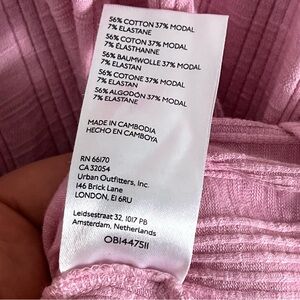 56% COTTON 37% MODAL
7% ELASTANE
56% COTON 37% MODAL
7% ÉLASTHANNE
56% BAUMWOLLE 37% MODAL
7% ELASTAN
56% COTONE 37% MODAL
7% ELASTAN
56% ALGODÓN 37% MODAL
7% ELASTANE
MADE IN CAMBODIA
HECHO EN CAMBOYA
RN 66170
CA 32054
Urban Outfitters, Inc.
146 Brick Lane
LONDON, E1 6RU
Leidsestraat 32, 1017 PB
Amsterdam, Netherlands
OB1447511